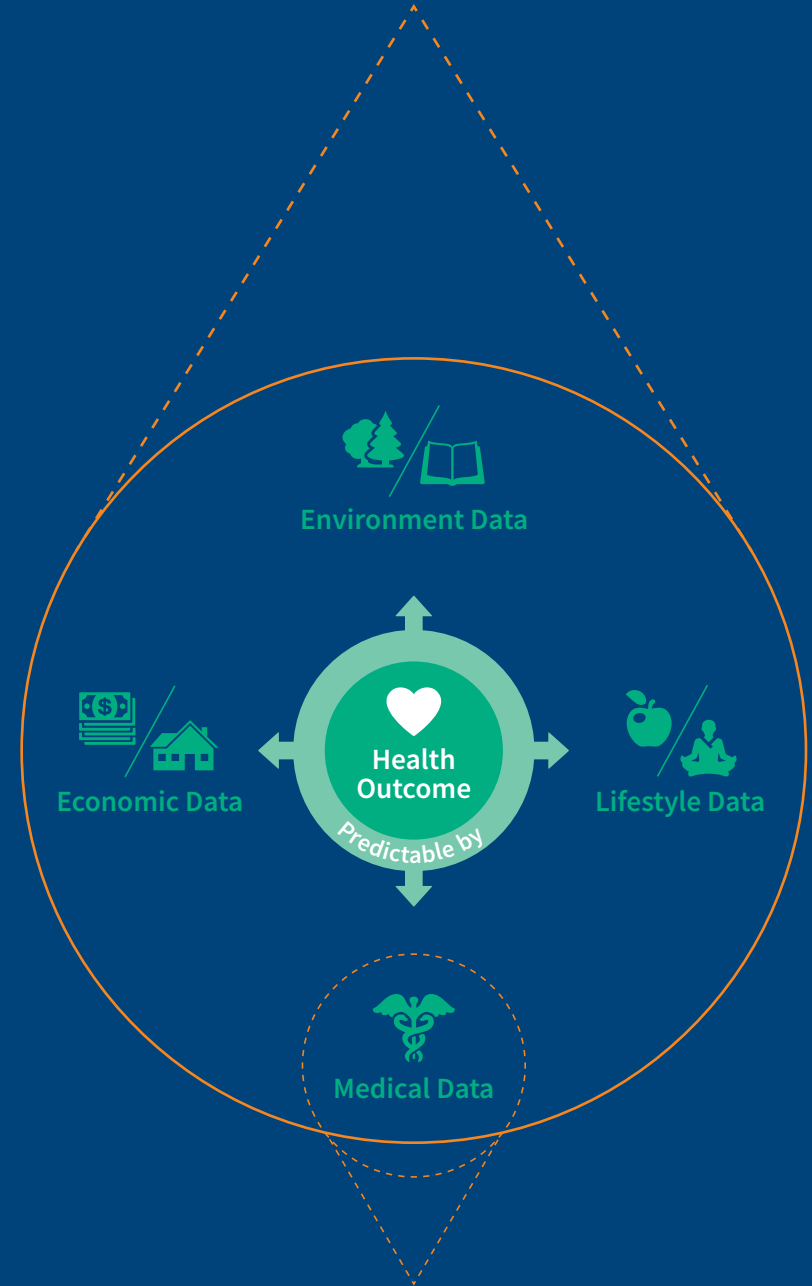 Environment Data
$
Economic Data
Health
Outcome
Predictable by
Lifestyle Data
Medical Data